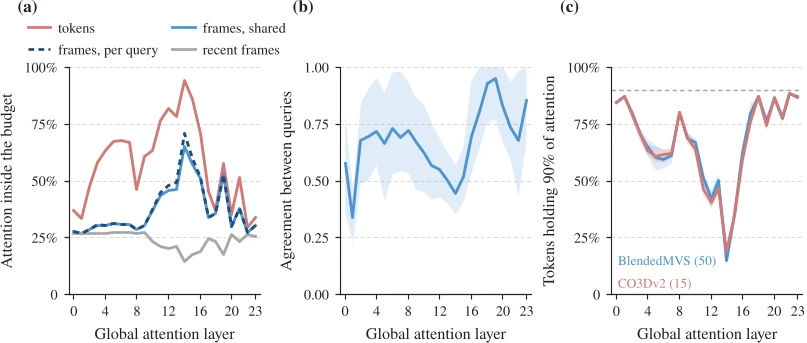 (a)
tokens
frames, shared
frames, per query
recent frames
Attention inside the budget
100%
75%
50%
25%
0
0 4 8 12 16 20 23
Global attention layer
(b)
Agreement between queries
1.00
0.75
0.50
0.25
0.00
0 4 8 12 16 20 23
Global attention layer
(c)
Tokens holding 90% of attention
100%
75%
50%
25%
0
BlendedMVS (50)
CO3Dv2 (15)
0 4 8 12 16 20 23
Global attention layer